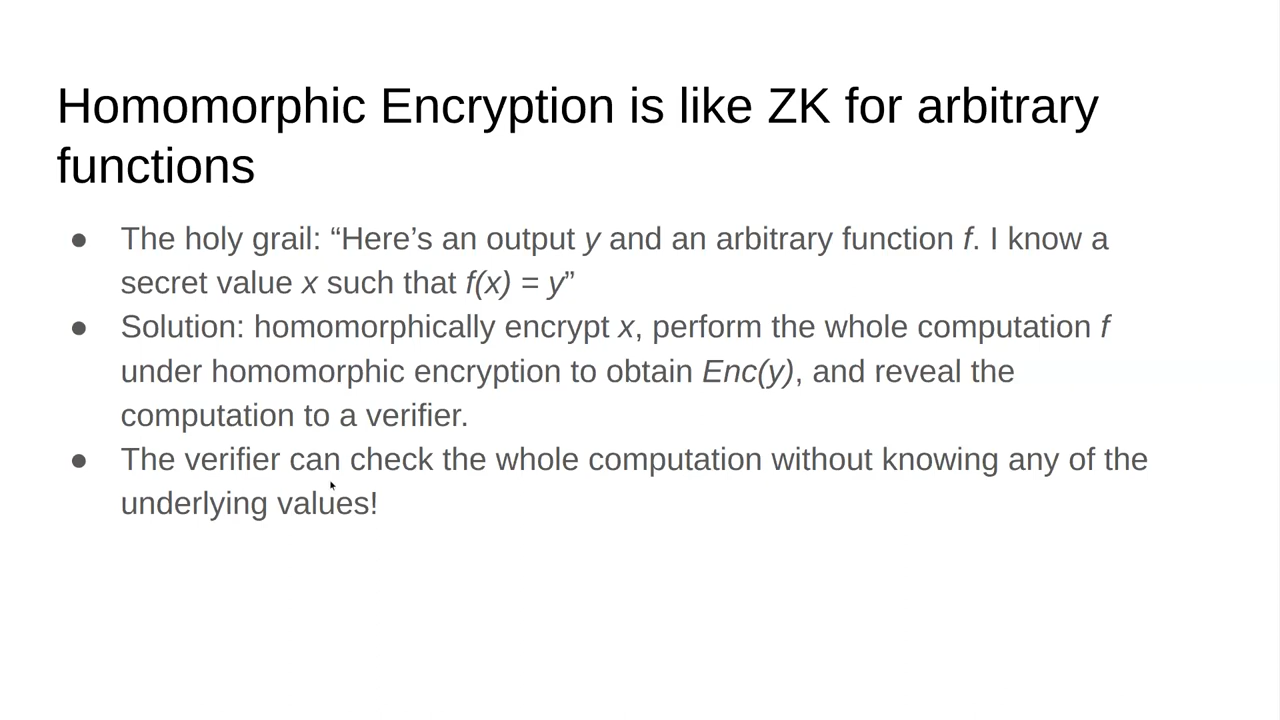 Homomorphic Encryption is like ZK for arbitrary
functions
● The holy grail: “Here’s an output y and an arbitrary function f. I know a
secret value x such that f(x) = y”
● Solution: homomorphically encrypt x, perform the whole computation f
under homomorphic encryption to obtain Enc(y), and reveal the
computation to a verifier.
● The verifier can check the whole computation without knowing any of the
underlying values!